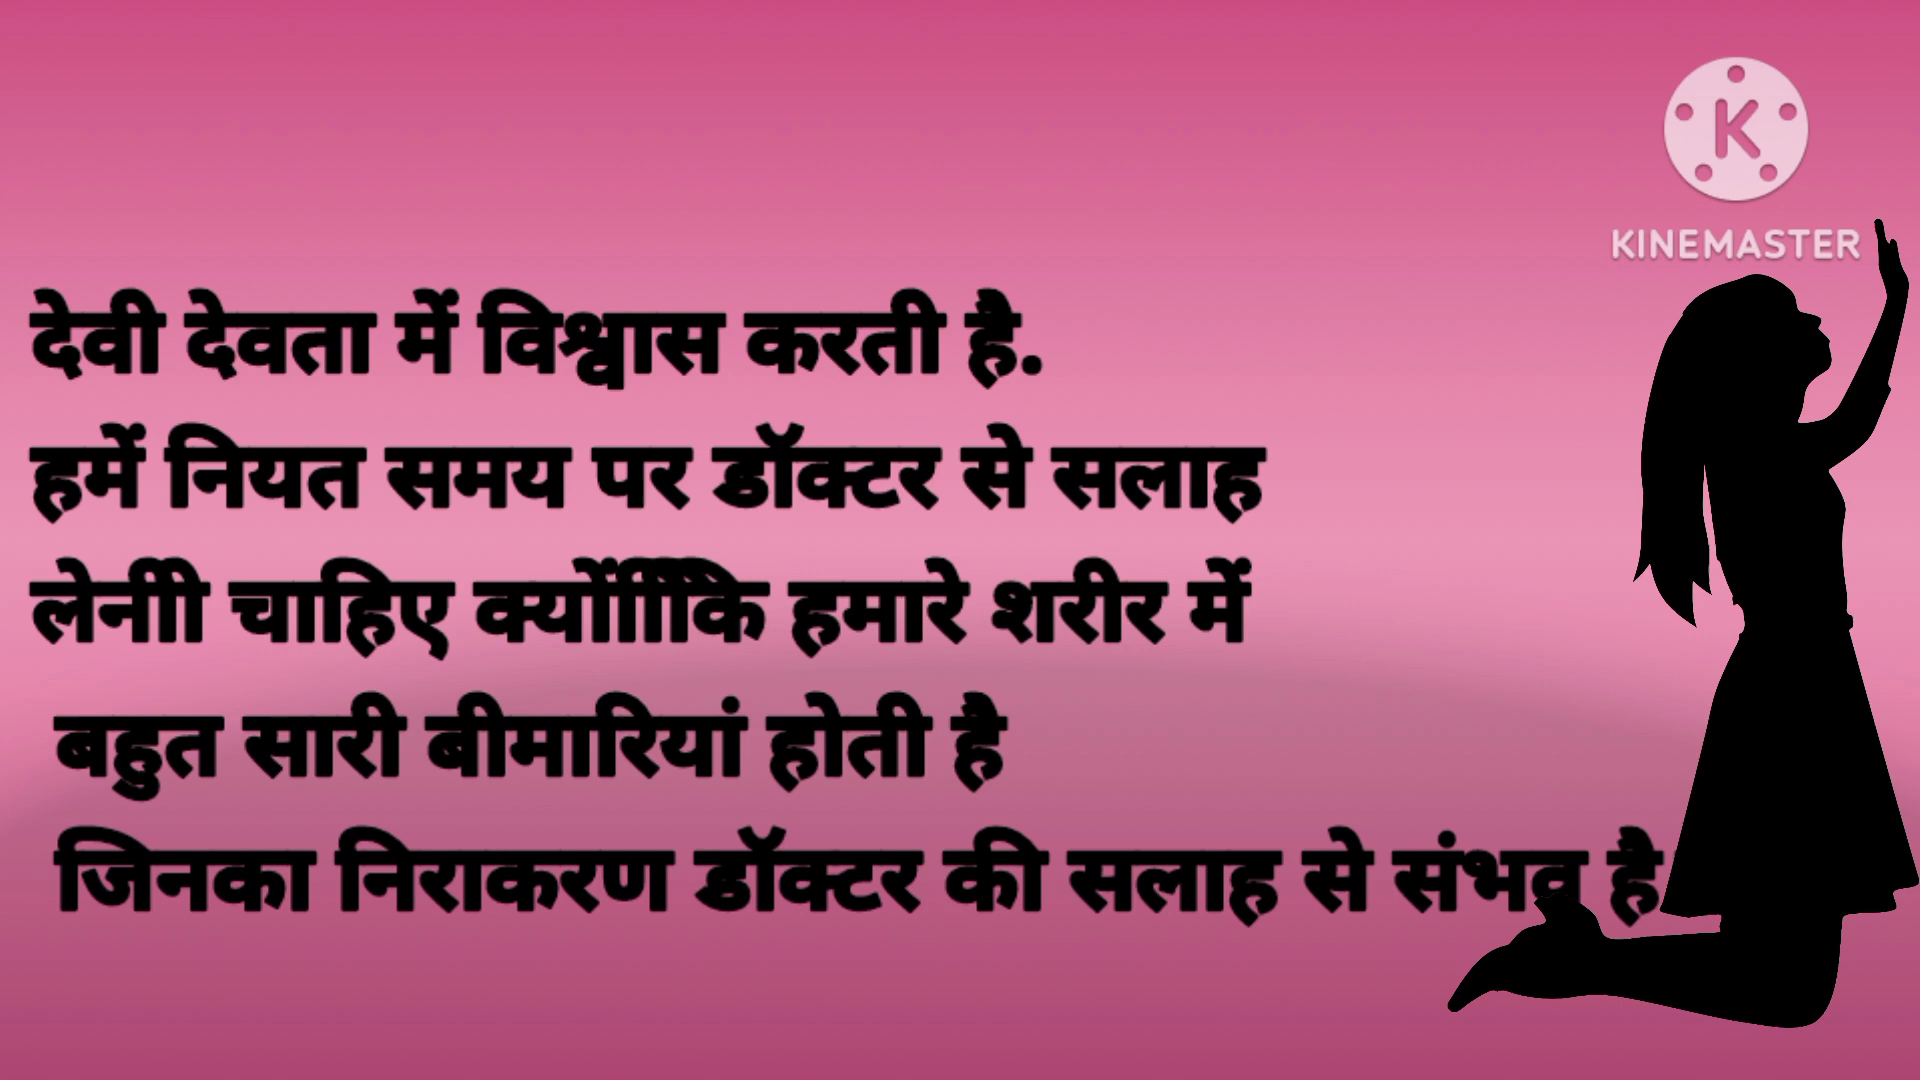 KINEMASTER
देवी देवता में विश्वास करती है.
हमें नियत समय पर डॉक्टर से सलाह
लेनीी चाहिए क्योंीीीकि हमारे शरीर में
बहुत सारी बीमारियां होती है
जिनका निराकरण डॉक्टर की सलाह से संभव है